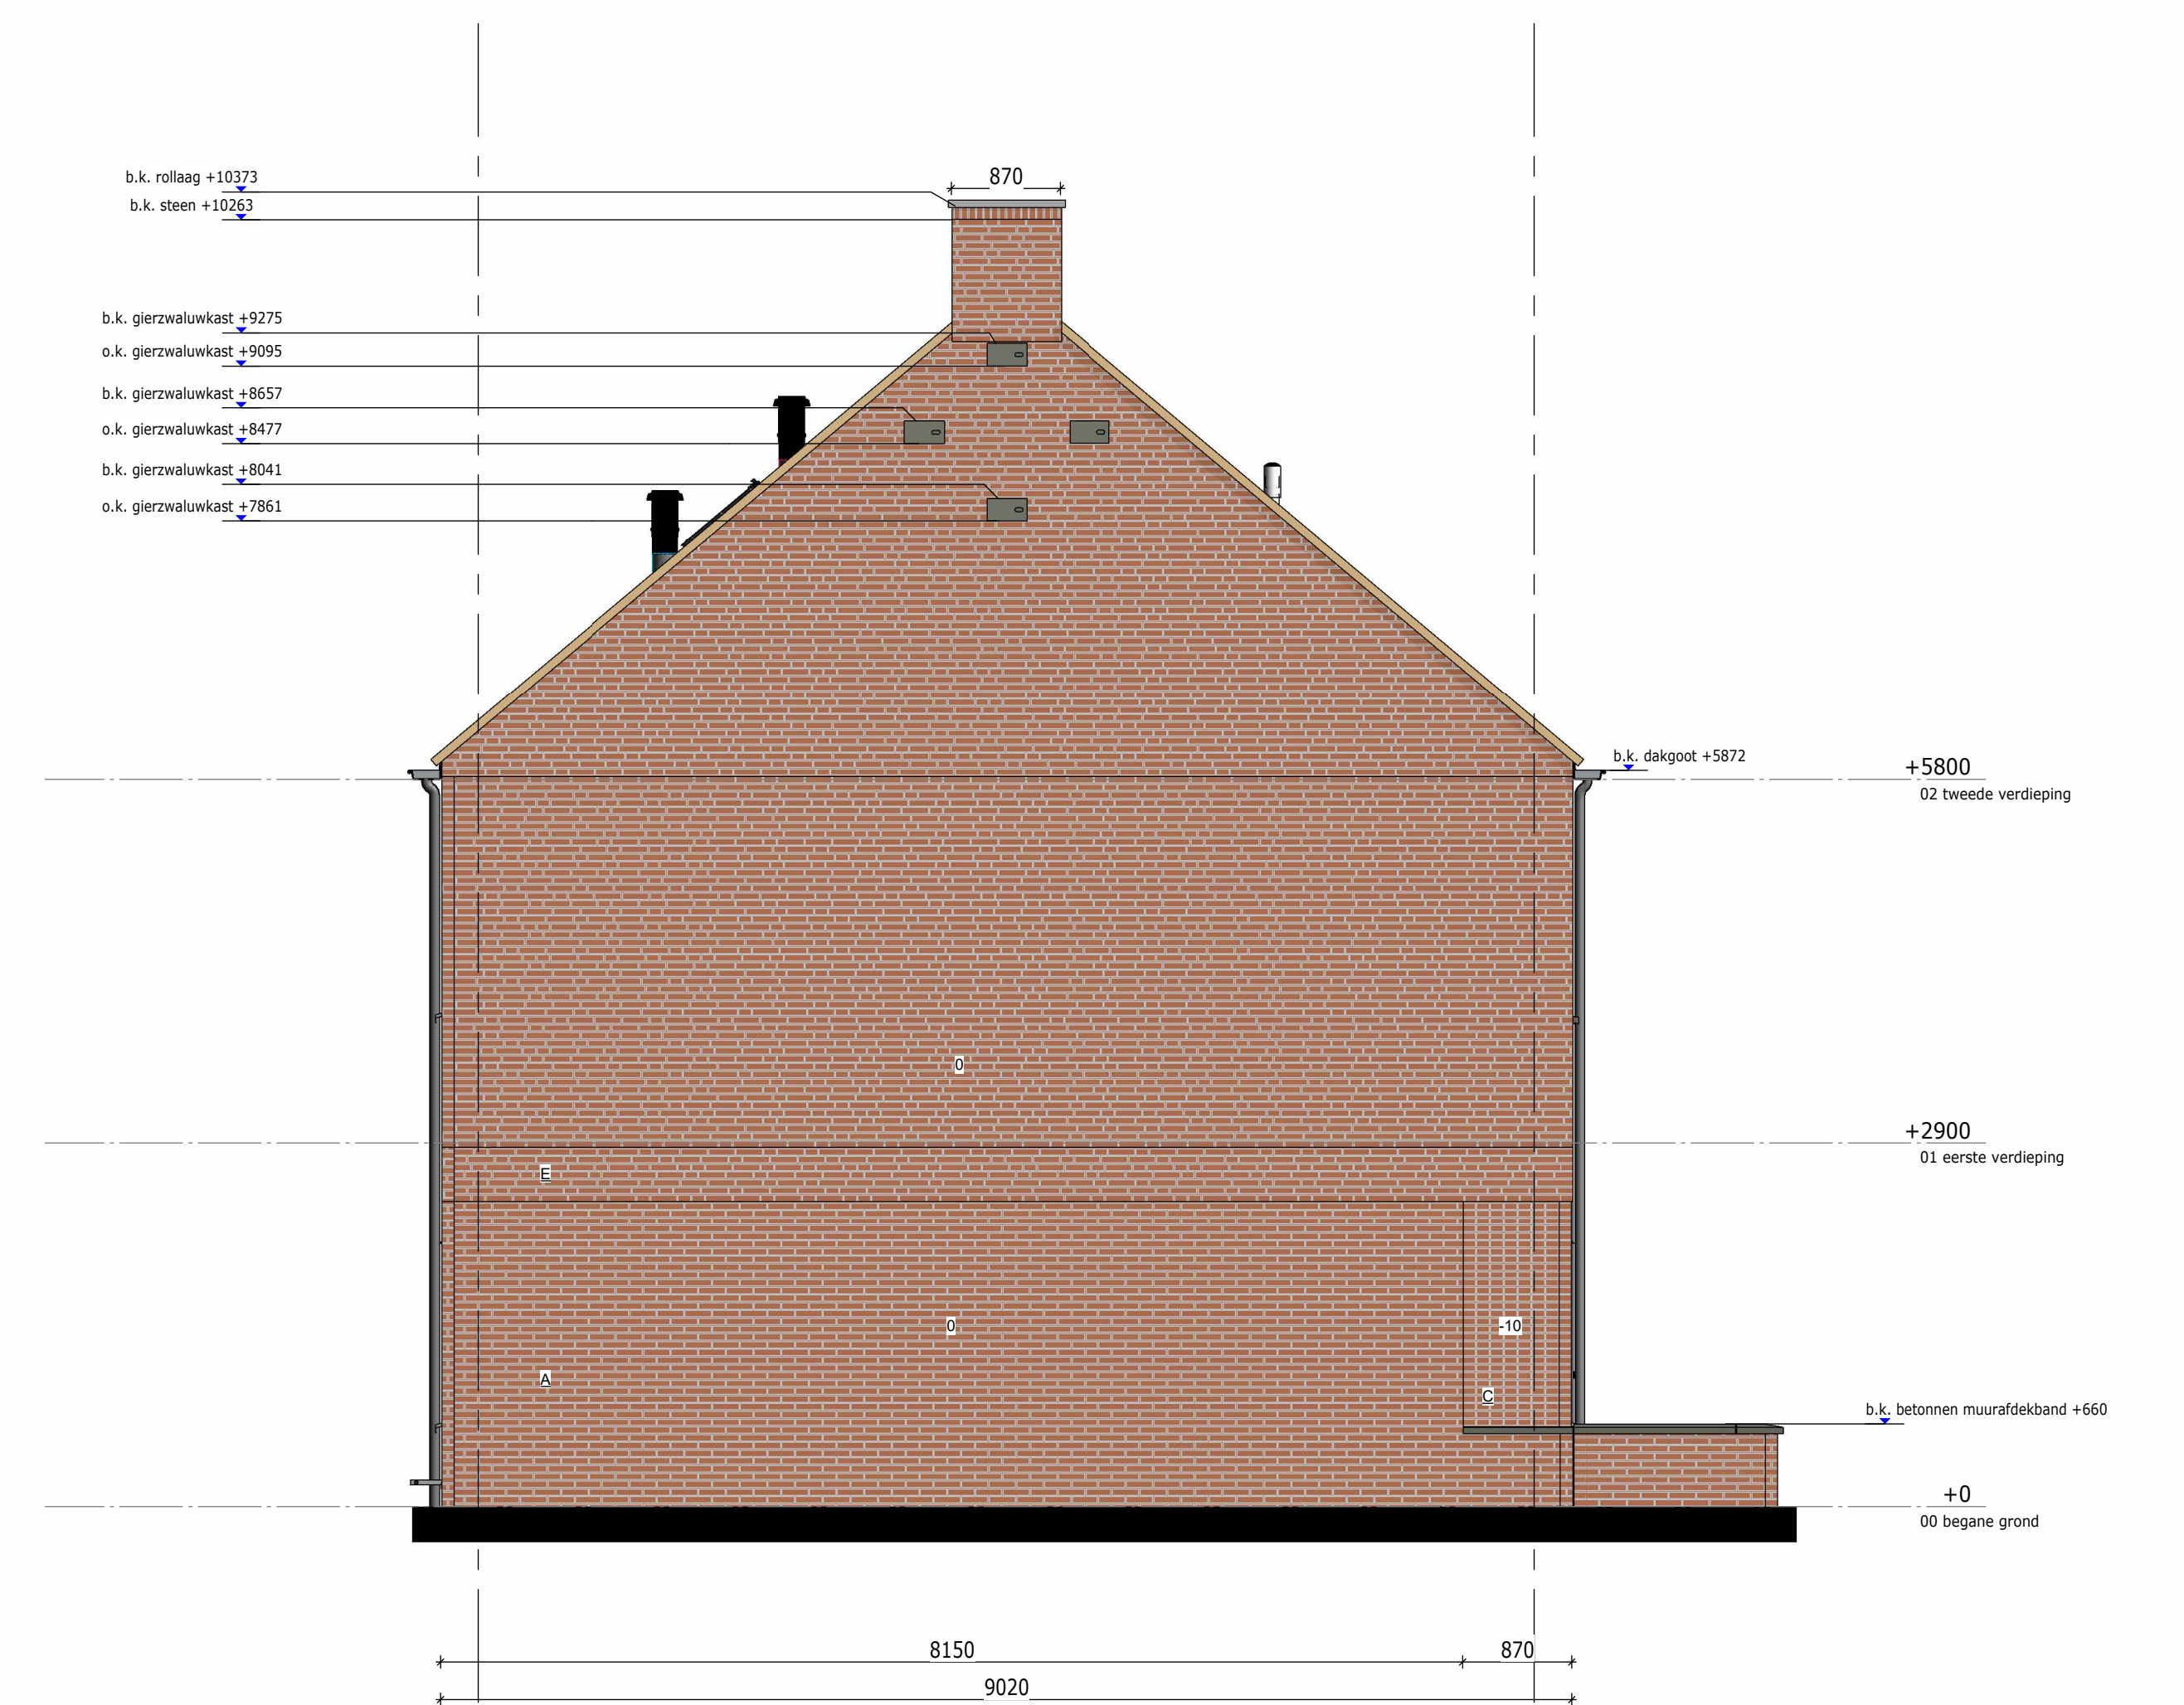 b.k. rollaag +10373
870
b.k. steen +10263
b.k. gierzwaluwkast +9275
o.k. gierzwaluwkast +9095
b.k. gierzwaluwkast +8657
o.k. gierzwaluwkast +8477
b.k. gierzwaluwkast +8041
o.k. gierzwaluwkast +7861
b.k. dakgoot +5872
+5800
02 tweede verdieping
0
+2900
01 eerste verdieping
E
0
-10
A
C
b.k. betonnen muurafdekband +660
+0
00 begane grond
8150
870
9020